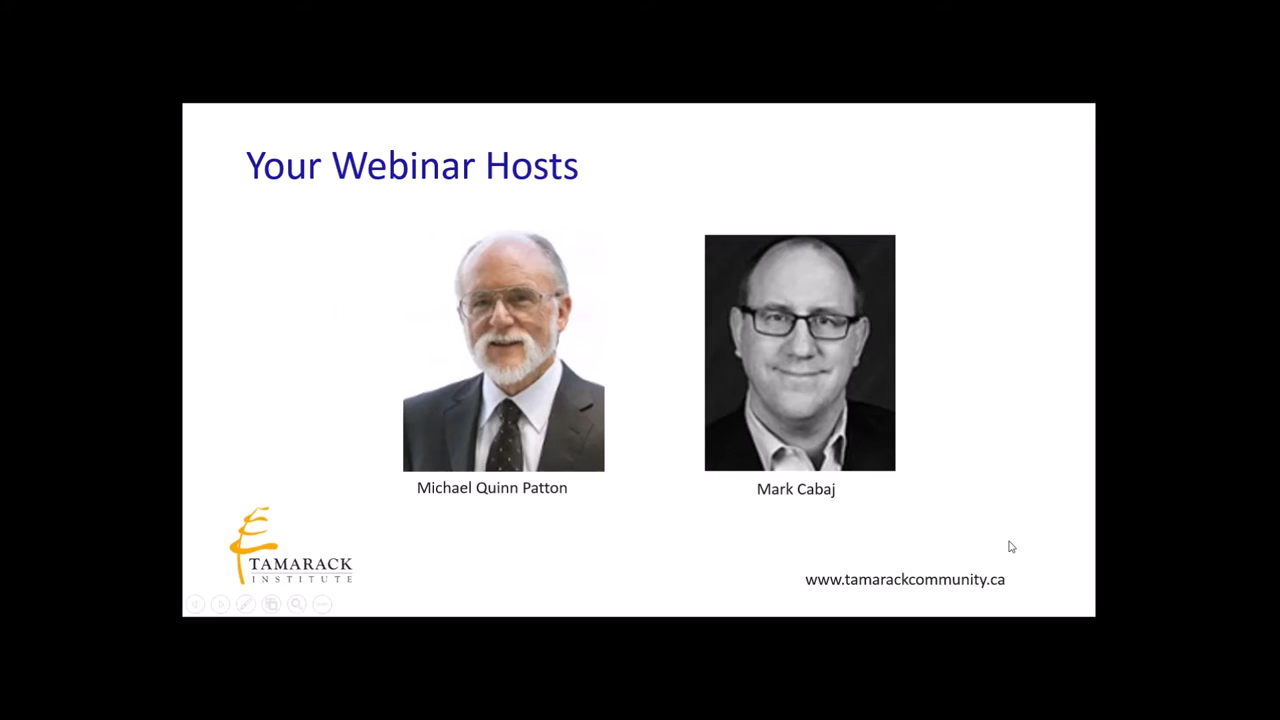 Your Webinar Hosts
Michael Quinn Patton
Mark Cabaj
TAMARACK
INSTITUTE
www.tamarackcommunity.ca